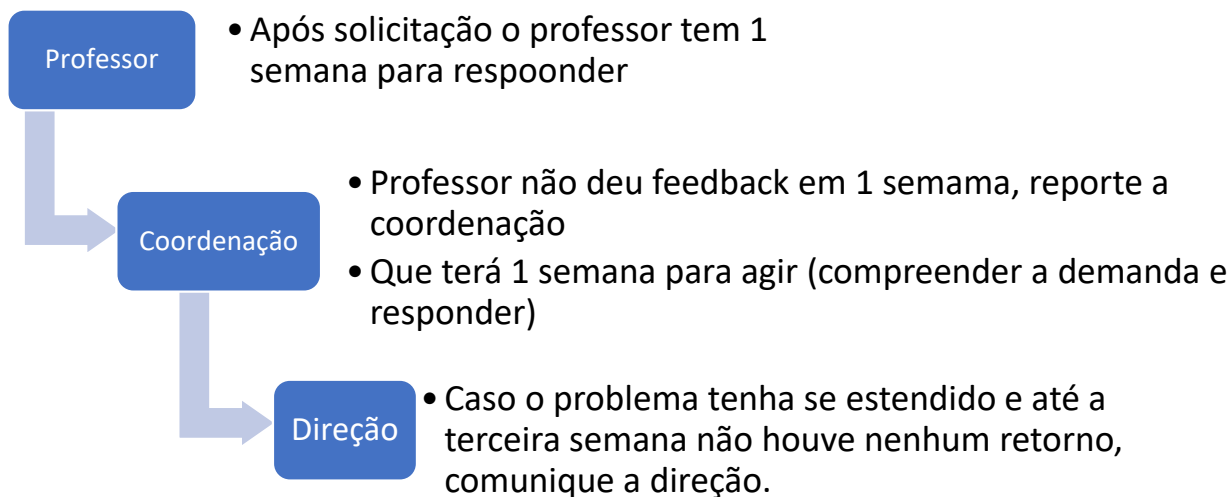 Professor
• Após solicitação o professor tem 1
semana para respoonder
Coordenação
• Professor não deu feedback em 1 semama, reporte a
coordenação
• Que terá 1 semana para agir (compreender a demanda e
responder)
Direção
• Caso o problema tenha se estendido e até a
terceira semana não houve nenhum retorno,
comunique a direção.